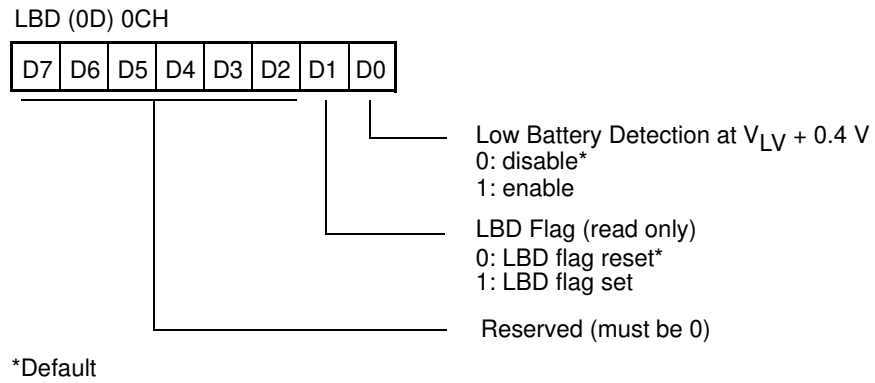 LBD (0D) 0CH
D7 D6 D5 D4 D3 D2 D1 D0
Low Battery Detection at VLV + 0.4 V
0: disable*
1: enable
LBD Flag (read only)
0: LBD flag reset*
1: LBD flag set
Reserved (must be 0)
*Default